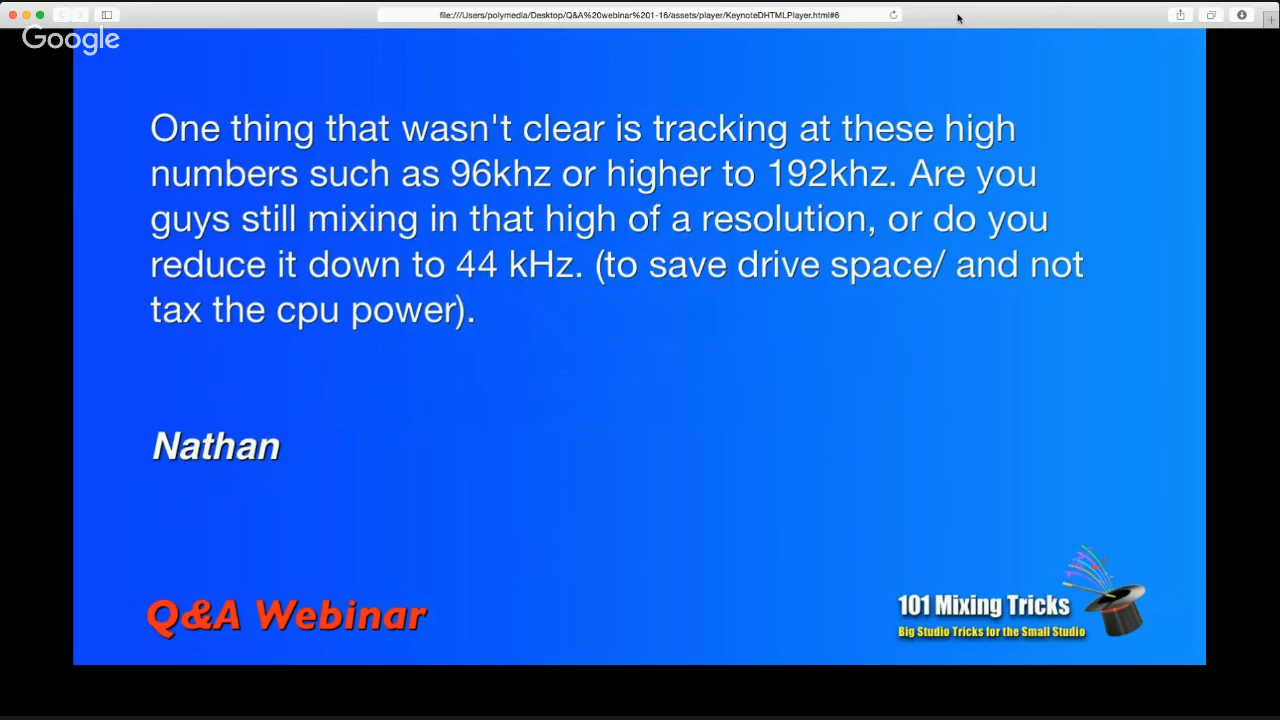 file:///Users/polymedia/Desktop/Q&A%20webinar%201-16/assets/player/KeynoteDHTMLPlayer.html#6
Google
One thing that wasn't clear is tracking at these high
numbers such as 96khz or higher to 192khz. Are you
guys still mixing in that high of a resolution, or do you
reduce it down to 44 kHz. (to save drive space/ and not
tax the cpu power).
Nathan
Q&A Webinar
101 Mixing Tricks
Big Studio Tricks for the Small Studio